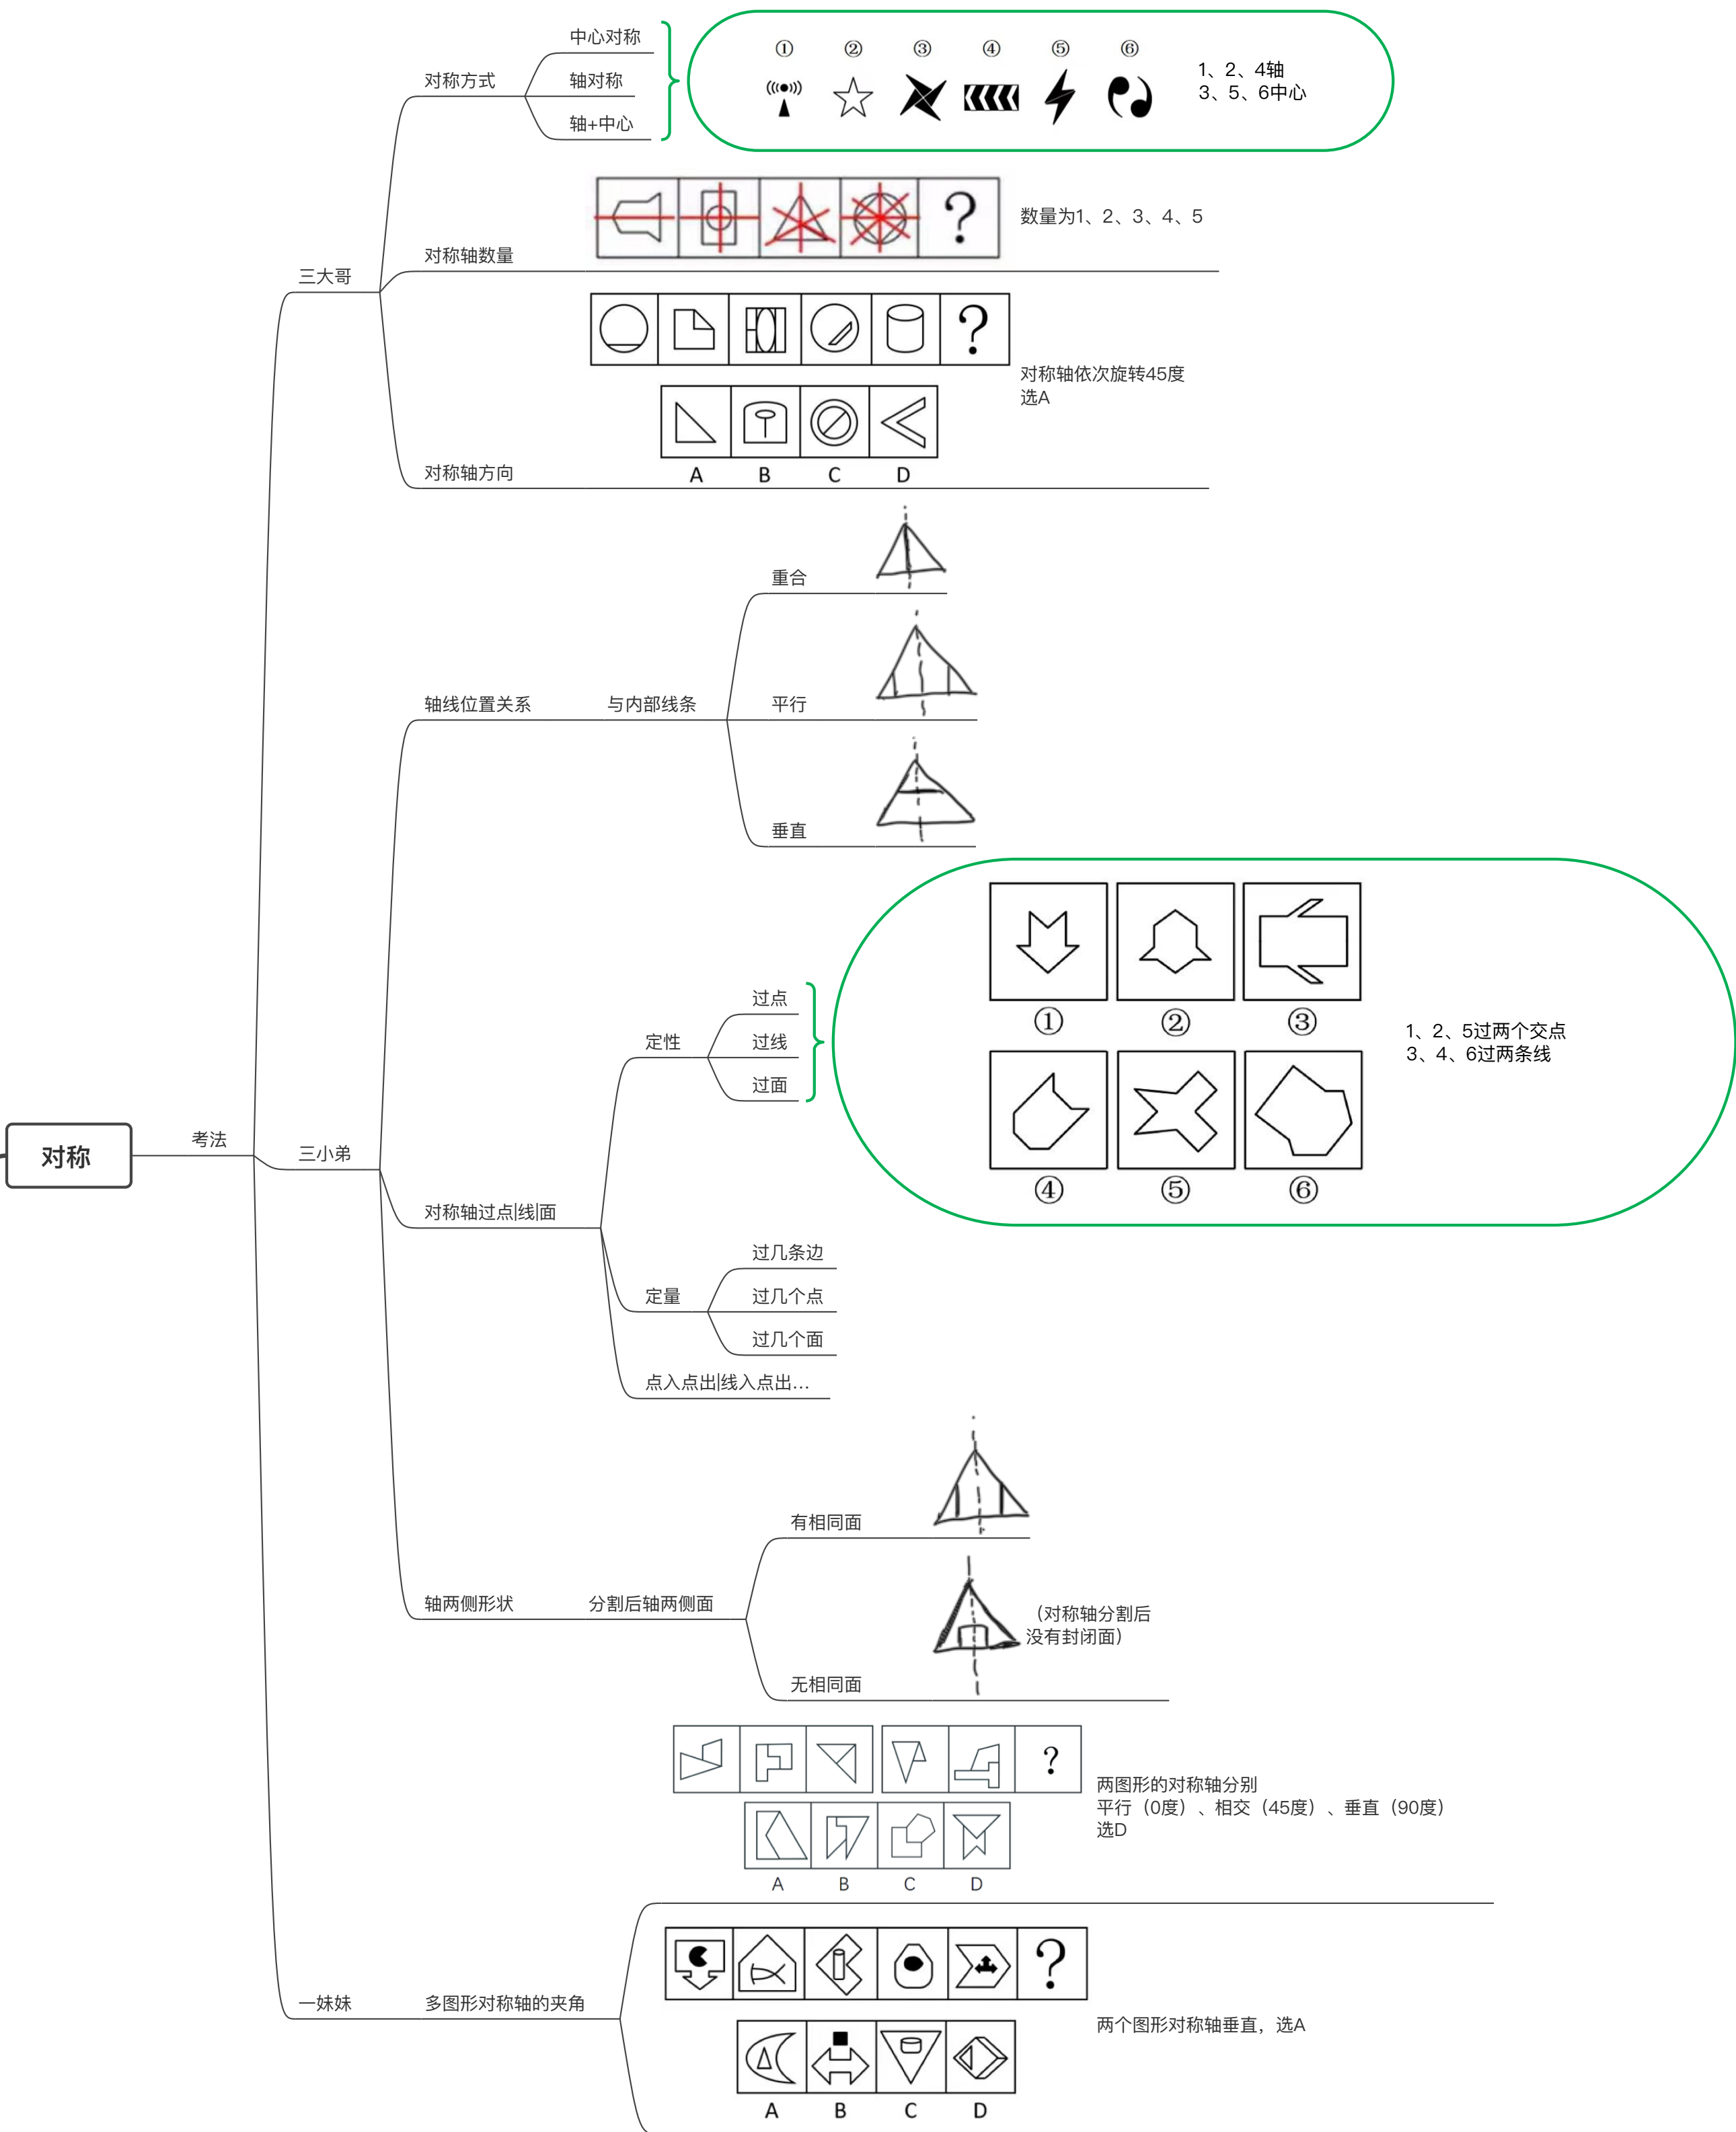 对称
考法
三大哥
对称方式
中心对称
轴对称
轴+中心
① ② ③ ④ ⑤ ⑥
1、2、4轴
3、5、6中心
对称轴数量
?
数量为1、2、3、4、5
对称轴方向
?
A B C D
对称轴依次旋转45度
选A
三小弟
轴线位置关系
与内部线条
重合
平行
垂直
对称轴过点|线|面
定性
过点
过线
过面
① ② ③
④ ⑤ ⑥
1、2、5过两个交点
3、4、6过两条线
定量
过几条边
过几个点
过几个面
点入点出|线入点出...
轴两侧形状
分割后轴两侧面
有相同面
无相同面
（对称轴分割后
没有封闭面）
一妹妹
多图形对称轴的夹角
?
A B C D
两图形的对称轴分别
平行（0度）、相交（45度）、垂直（90度）
选D
?
A B C D
两个图形对称轴垂直，选A